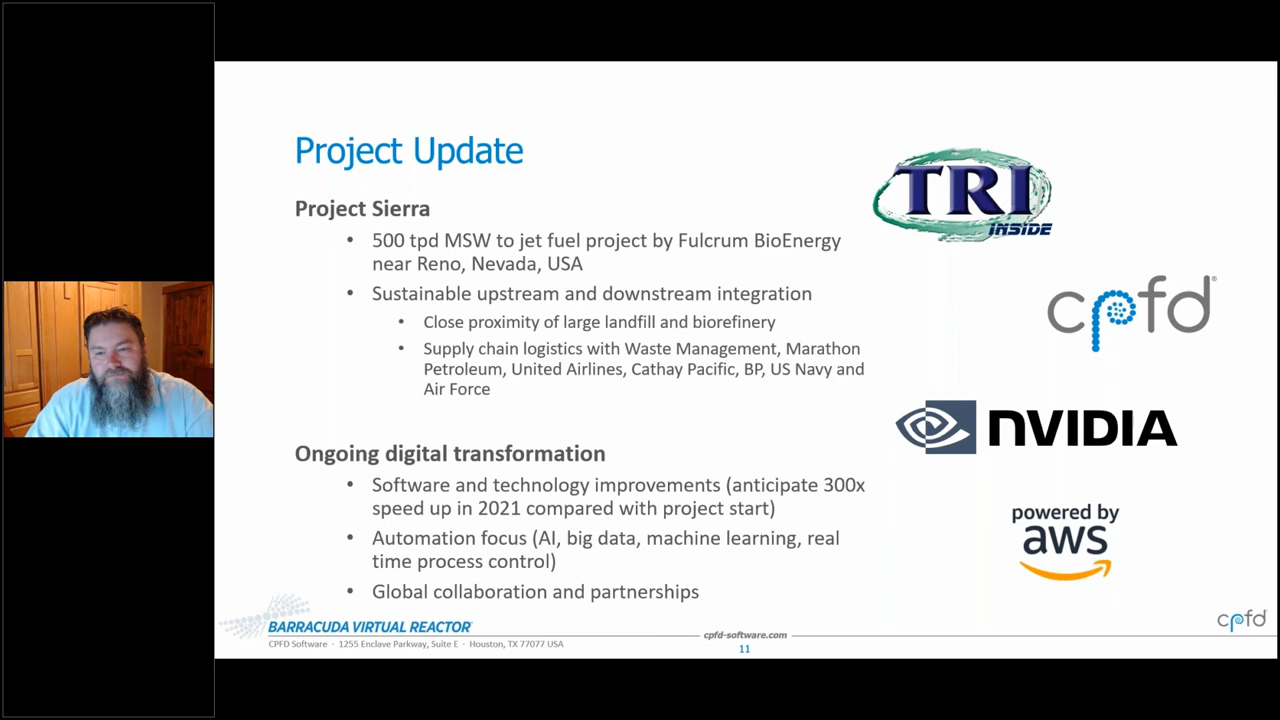 Project Update
Project Sierra
• 500 tpd MSW to jet fuel project by Fulcrum BioEnergy
near Reno, Nevada, USA
• Sustainable upstream and downstream integration
• Close proximity of large landfill and biorefinery
• Supply chain logistics with Waste Management, Marathon
Petroleum, United Airlines, Cathay Pacific, BP, US Navy and
Air Force
Ongoing digital transformation
• Software and technology improvements (anticipate 300x
speed up in 2021 compared with project start)
• Automation focus (AI, big data, machine learning, real
time process control)
• Global collaboration and partnerships
TRI
INSIDE
cpfd®
NVIDIA
powered by
aws
BARRACUDA VIRTUAL REACTOR
CPFD Software · 1255 Enclave Parkway, Suite E · Houston, TX 77077 USA
cpfd-software.com
11
cpfd